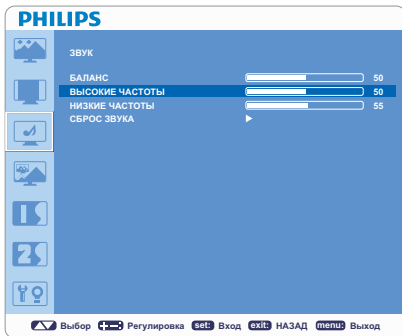 PHILIPS
ЗВУК
БАЛАНС 50
ВЫСОКИЕ ЧАСТОТЫ 50
НИЗКИЕ ЧАСТОТЫ 55
СБРОС ЗВУКА
Выбор Регулировка set: Вход exit: НАЗАД menu: Выход